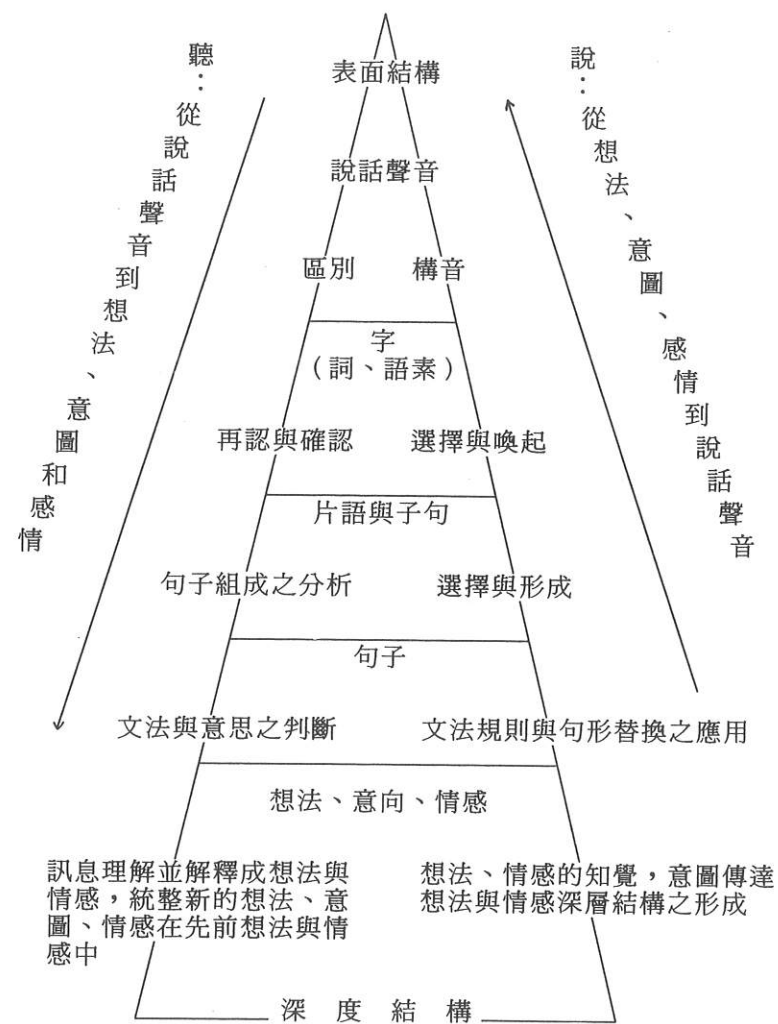 表面結構
聽：從說話聲音到想法、意圖和感情
說：從想法、意圖、感情到說話聲音
說話聲音
區別
構音
字
（詞、語素）
再認與確認
選擇與喚起
片語與子句
句子組成之分析
選擇與形成
句子
文法與意思之判斷
文法規則與句形替換之應用
想法、意向、情感
訊息理解並解釋成想法與
情感，統整新的想法、意
圖、情感在先前想法與情
感中
想法、情感的知覺，意圖傳達
想法與情感深層結構之形成
深度結構